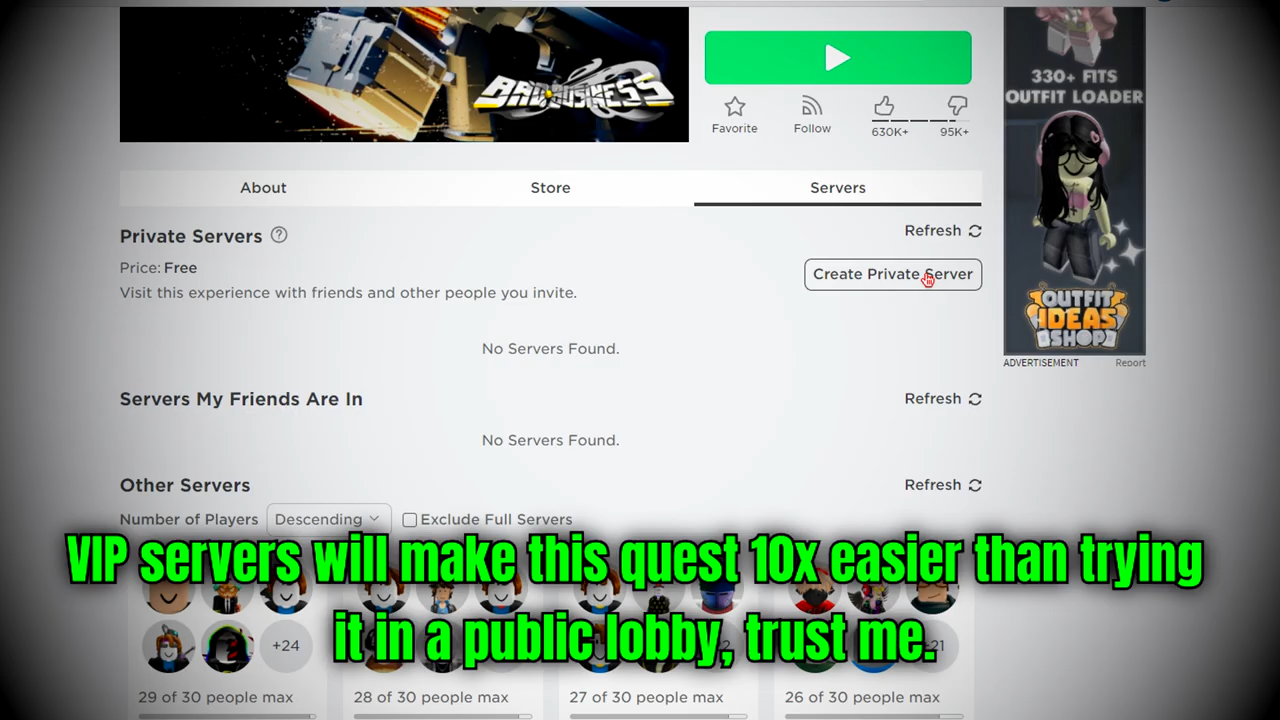 BAD BUSINESS
330+ FITS
OUTFIT LOADER
Favorite
Follow
630K+
95K+
About
Store
Servers
Private Servers
Refresh
Price: Free
Create Private Server
Visit this experience with friends and other people you invite.
No Servers Found.
OUTFIT
IDEAS
SHOP
ADVERTISEMENT
Report
Servers My Friends Are In
Refresh
No Servers Found.
Other Servers
Refresh
Number of Players
Descending
Exclude Full Servers
VIP servers will make this quest 10x easier than trying
it in a public lobby, trust me.
+24
29 of 30 people max
28 of 30 people max
27 of 30 people max
26 of 30 people max